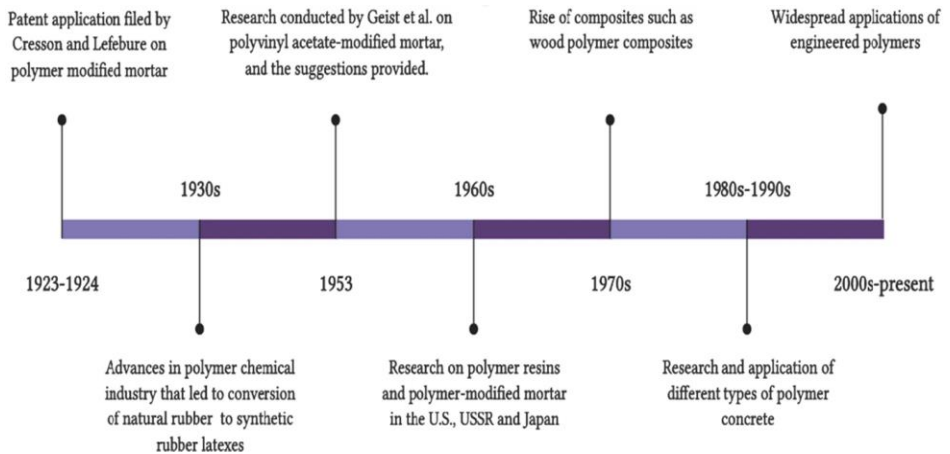 Patent application filed by
Cresson and Lefebure on
polymer modified mortar
Research conducted by Geist et al. on
polyvinyl acetate-modified mortar,
and the suggestions provided.
Rise of composites such as
wood polymer composites
Widespread applications of
engineered polymers
1930s
1960s
1980s-1990s
1923-1924
1953
1970s
2000s-present
Advances in polymer chemical
industry that led to conversion
of natural rubber to synthetic
rubber latexes
Research on polymer resins
and polymer-modified mortar
in the U.S., USSR and Japan
Research and application of
different types of polymer
concrete